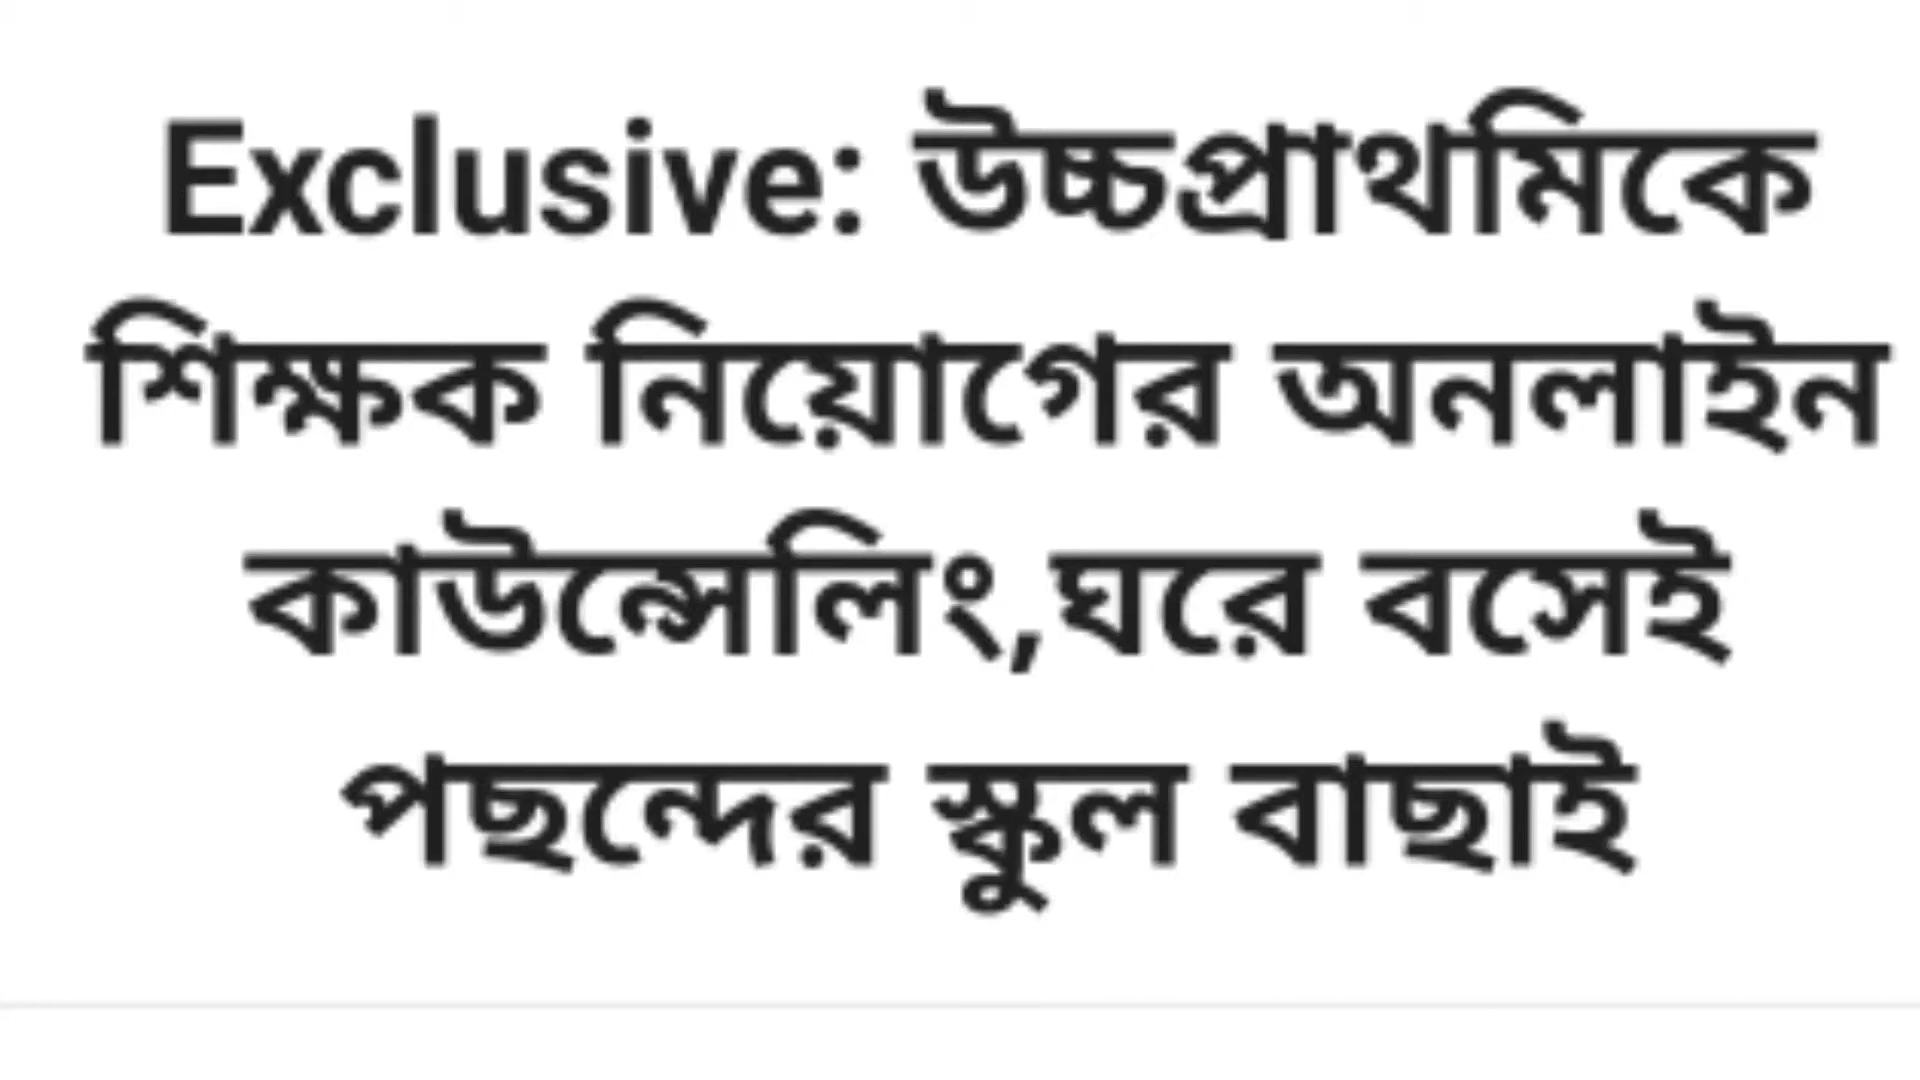 Exclusive: উচ্চপ্রাথমিকে
শিক্ষক নিয়োগের অনলাইন
কাউন্সেলিং,ঘরে বসেই
পছন্দের স্কুল বাছাই